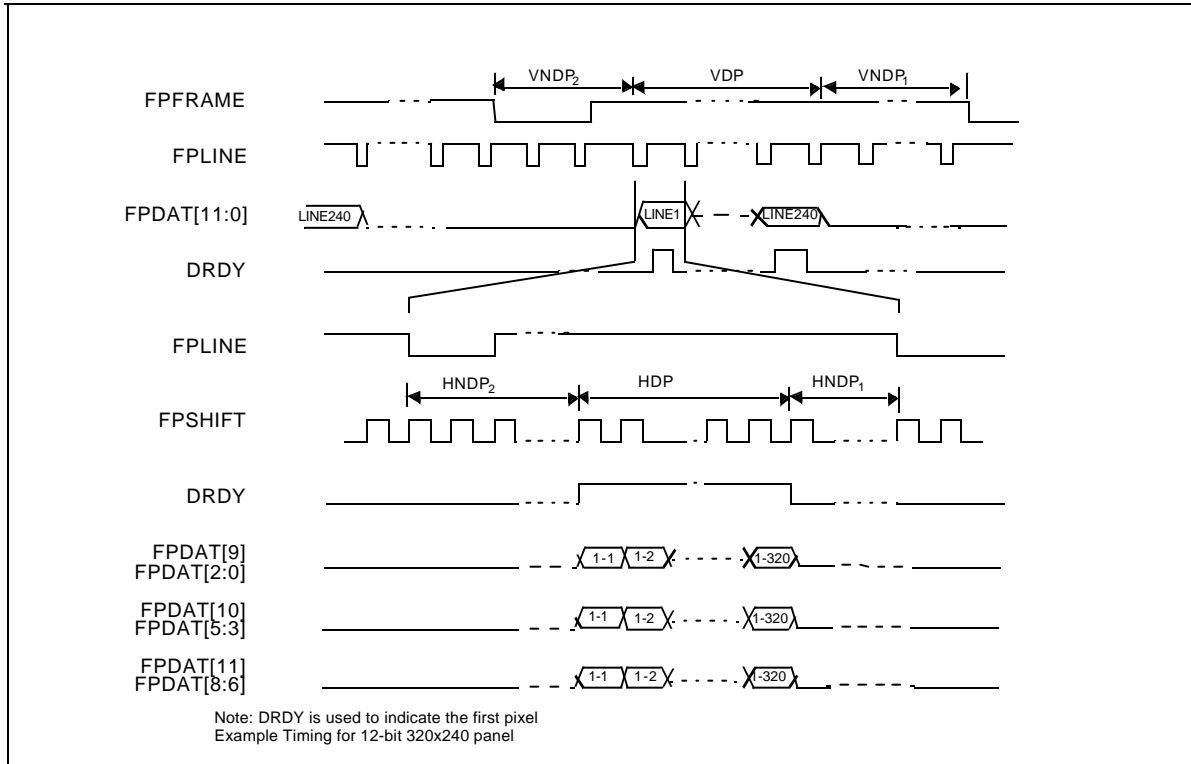 VNDP2 VDP VNDP1
FPFRAME
FPLINE
FPDAT[11:0] LINE240 LINE1 LINE240
DRDY
FPLINE
HNDP2 HDP HNDP1
FPSHIFT
DRDY
FPDAT[9]
FPDAT[2:0] 1-1 1-2 1-320
FPDAT[10]
FPDAT[5:3] 1-1 1-2 1-320
FPDAT[11]
FPDAT[8:6] 1-1 1-2 1-320
Note: DRDY is used to indicate the first pixel
Example Timing for 12-bit 320x240 panel